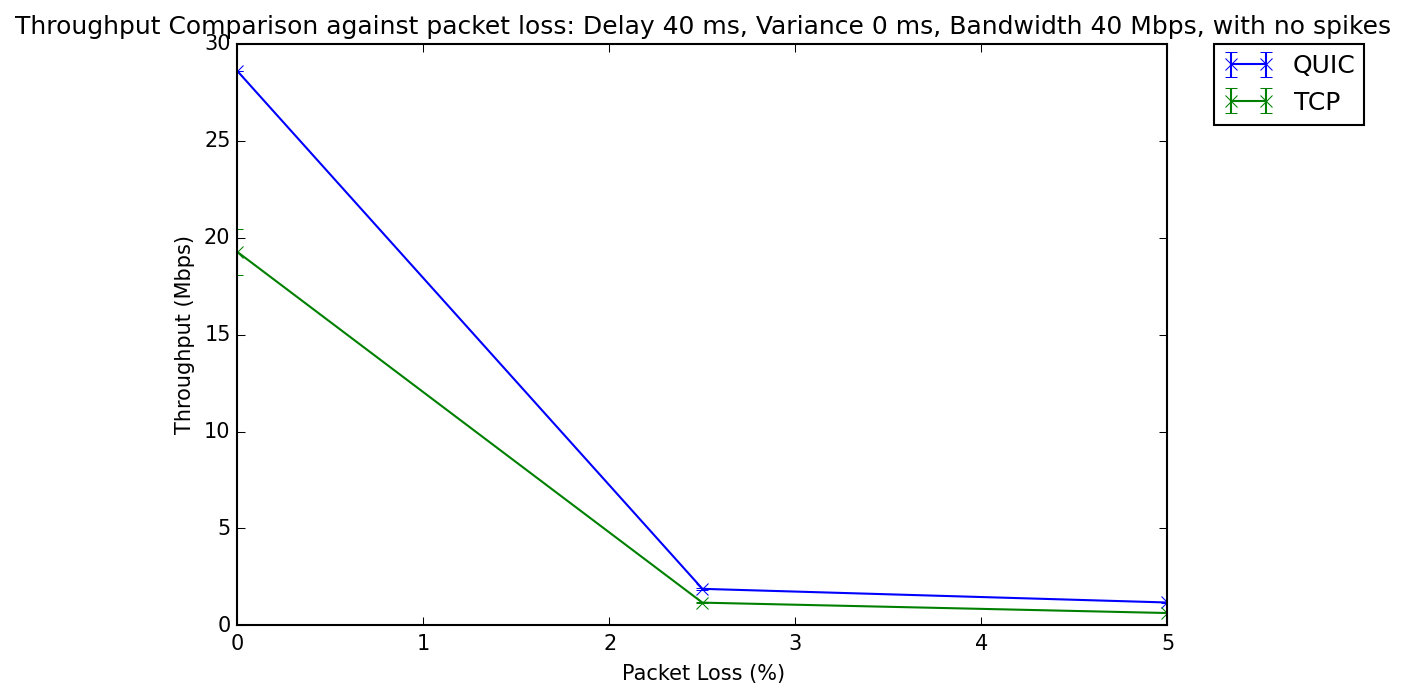 Throughput Comparison against packet loss: Delay 40 ms, Variance 0 ms, Bandwidth 40 Mbps, with no spikes
QUIC
TCP
Throughput (Mbps)
30
25
20
15
10
5
0
0 1 2 3 4 5
Packet Loss (%)